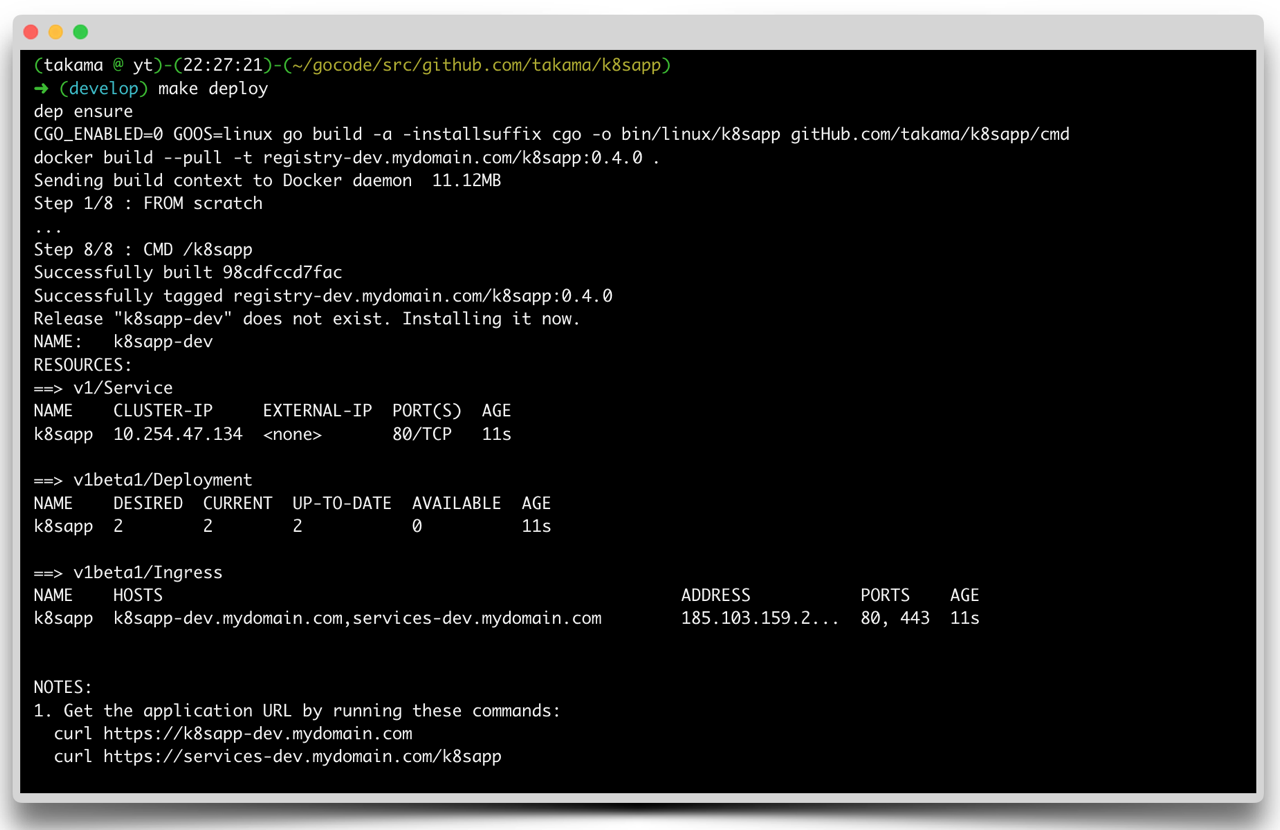 (takama @ yt)-(22:27:21)-(~/gocode/src/github.com/takama/k8sapp)
➜ (develop) make deploy
dep ensure
CGO_ENABLED=0 GOOS=linux go build -a -installsuffix cgo -o bin/linux/k8sapp gitHub.com/takama/k8sapp/cmd
docker build --pull -t registry-dev.mydomain.com/k8sapp:0.4.0 .
Sending build context to Docker daemon  11.12MB
Step 1/8 : FROM scratch
...
Step 8/8 : CMD /k8sapp
Successfully built 98cdfccd7fac
Successfully tagged registry-dev.mydomain.com/k8sapp:0.4.0
Release "k8sapp-dev" does not exist. Installing it now.
NAME:   k8sapp-dev
RESOURCES:
==> v1/Service
NAME    CLUSTER-IP     EXTERNAL-IP  PORT(S)  AGE
k8sapp  10.254.47.134  <none>       80/TCP   11s

==> v1beta1/Deployment
NAME    DESIRED  CURRENT  UP-TO-DATE  AVAILABLE  AGE
k8sapp  2        2        2           0          11s

==> v1beta1/Ingress
NAME    HOSTS                                                    ADDRESS           PORTS    AGE
k8sapp  k8sapp-dev.mydomain.com,services-dev.mydomain.com        185.103.159.2...  80, 443  11s

NOTES:
1. Get the application URL by running these commands:
  curl https://k8sapp-dev.mydomain.com
  curl https://services-dev.mydomain.com/k8sapp